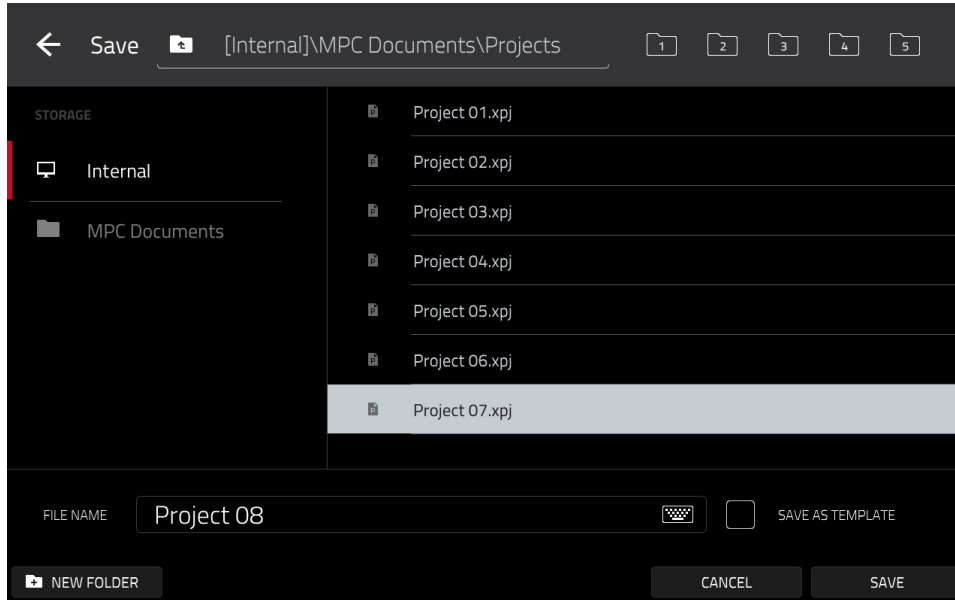 Save [Internal]\MPC Documents\Projects 1 2 3 4 5
STORAGE
Internal
MPC Documents
Project 01.xpj
Project 02.xpj
Project 03.xpj
Project 04.xpj
Project 05.xpj
Project 06.xpj
Project 07.xpj
FILE NAME Project 08 SAVE AS TEMPLATE
NEW FOLDER CANCEL SAVE